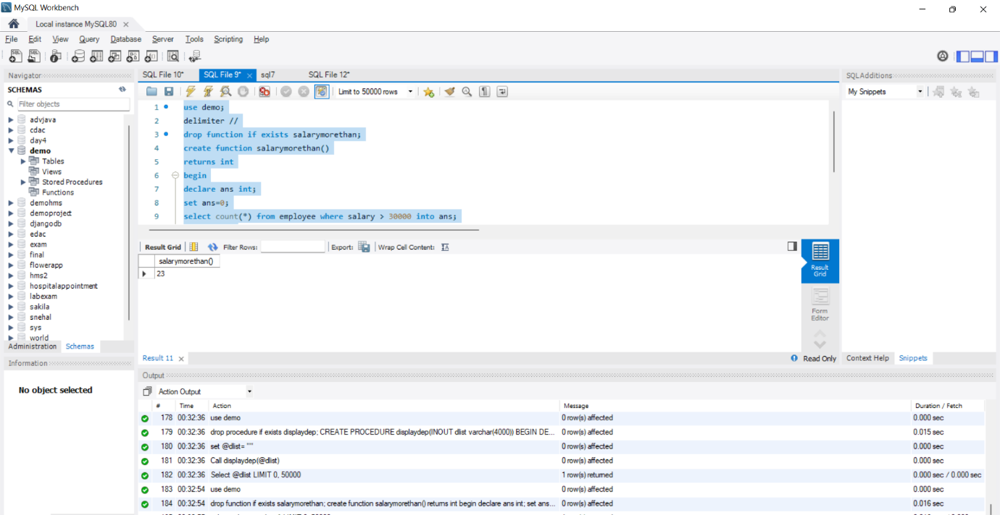 MySQL Workbench
Local instance MySQL80
File Edit View Query Database Server Tools Scripting Help
Navigator
SCHEMAS
Filter objects
advjava
cdac
day4
demo
Tables
Views
Stored Procedures
Functions
demohms
demoproject
djangodb
edac
exam
final
flowerapp
hms2
hospitalappointment
labexam
sakila
snehal
sys
world
Administration Schemas
Information
No object selected
SQL File 10* SQL File 9* sql7 SQL File 12*
Limit to 50000 rows
1 use demo;
2 delimiter //
3 drop function if exists salarymorethan;
4 create function salarymorethan()
5 returns int
6 begin
7 declare ans int;
8 set ans=0;
9 select count(*) from employee where salary > 30000 into ans;
Result Grid Filter Rows: Export: Wrap Cell Content:
salarymorethan()
23
Result Grid
Form Editor
Result 11 Read Only
SQLAdditions
My Snippets
Context Help Snippets
Output
Action Output
# Time Action Message Duration / Fetch
178 00:32:36 use demo 0 row(s) affected 0.000 sec
179 00:32:36 drop procedure if exists displaydep; CREATE PROCEDURE displaydep(INOUT dlist varchar(4000)) BEGIN DE... 0 row(s) affected 0.015 sec
180 00:32:36 set @dlist= "" 0 row(s) affected 0.000 sec
181 00:32:36 Call displaydep(@dlist) 0 row(s) affected 0.000 sec
182 00:32:36 Select @dlist LIMIT 0, 50000 1 row(s) returned 0.000 sec / 0.000 sec
183 00:32:54 use demo 0 row(s) affected 0.000 sec
184 00:32:54 drop function if exists salarymorethan; create function salarymorethan() returns int begin declare ans int; set ans... 0 row(s) affected 0.016 sec